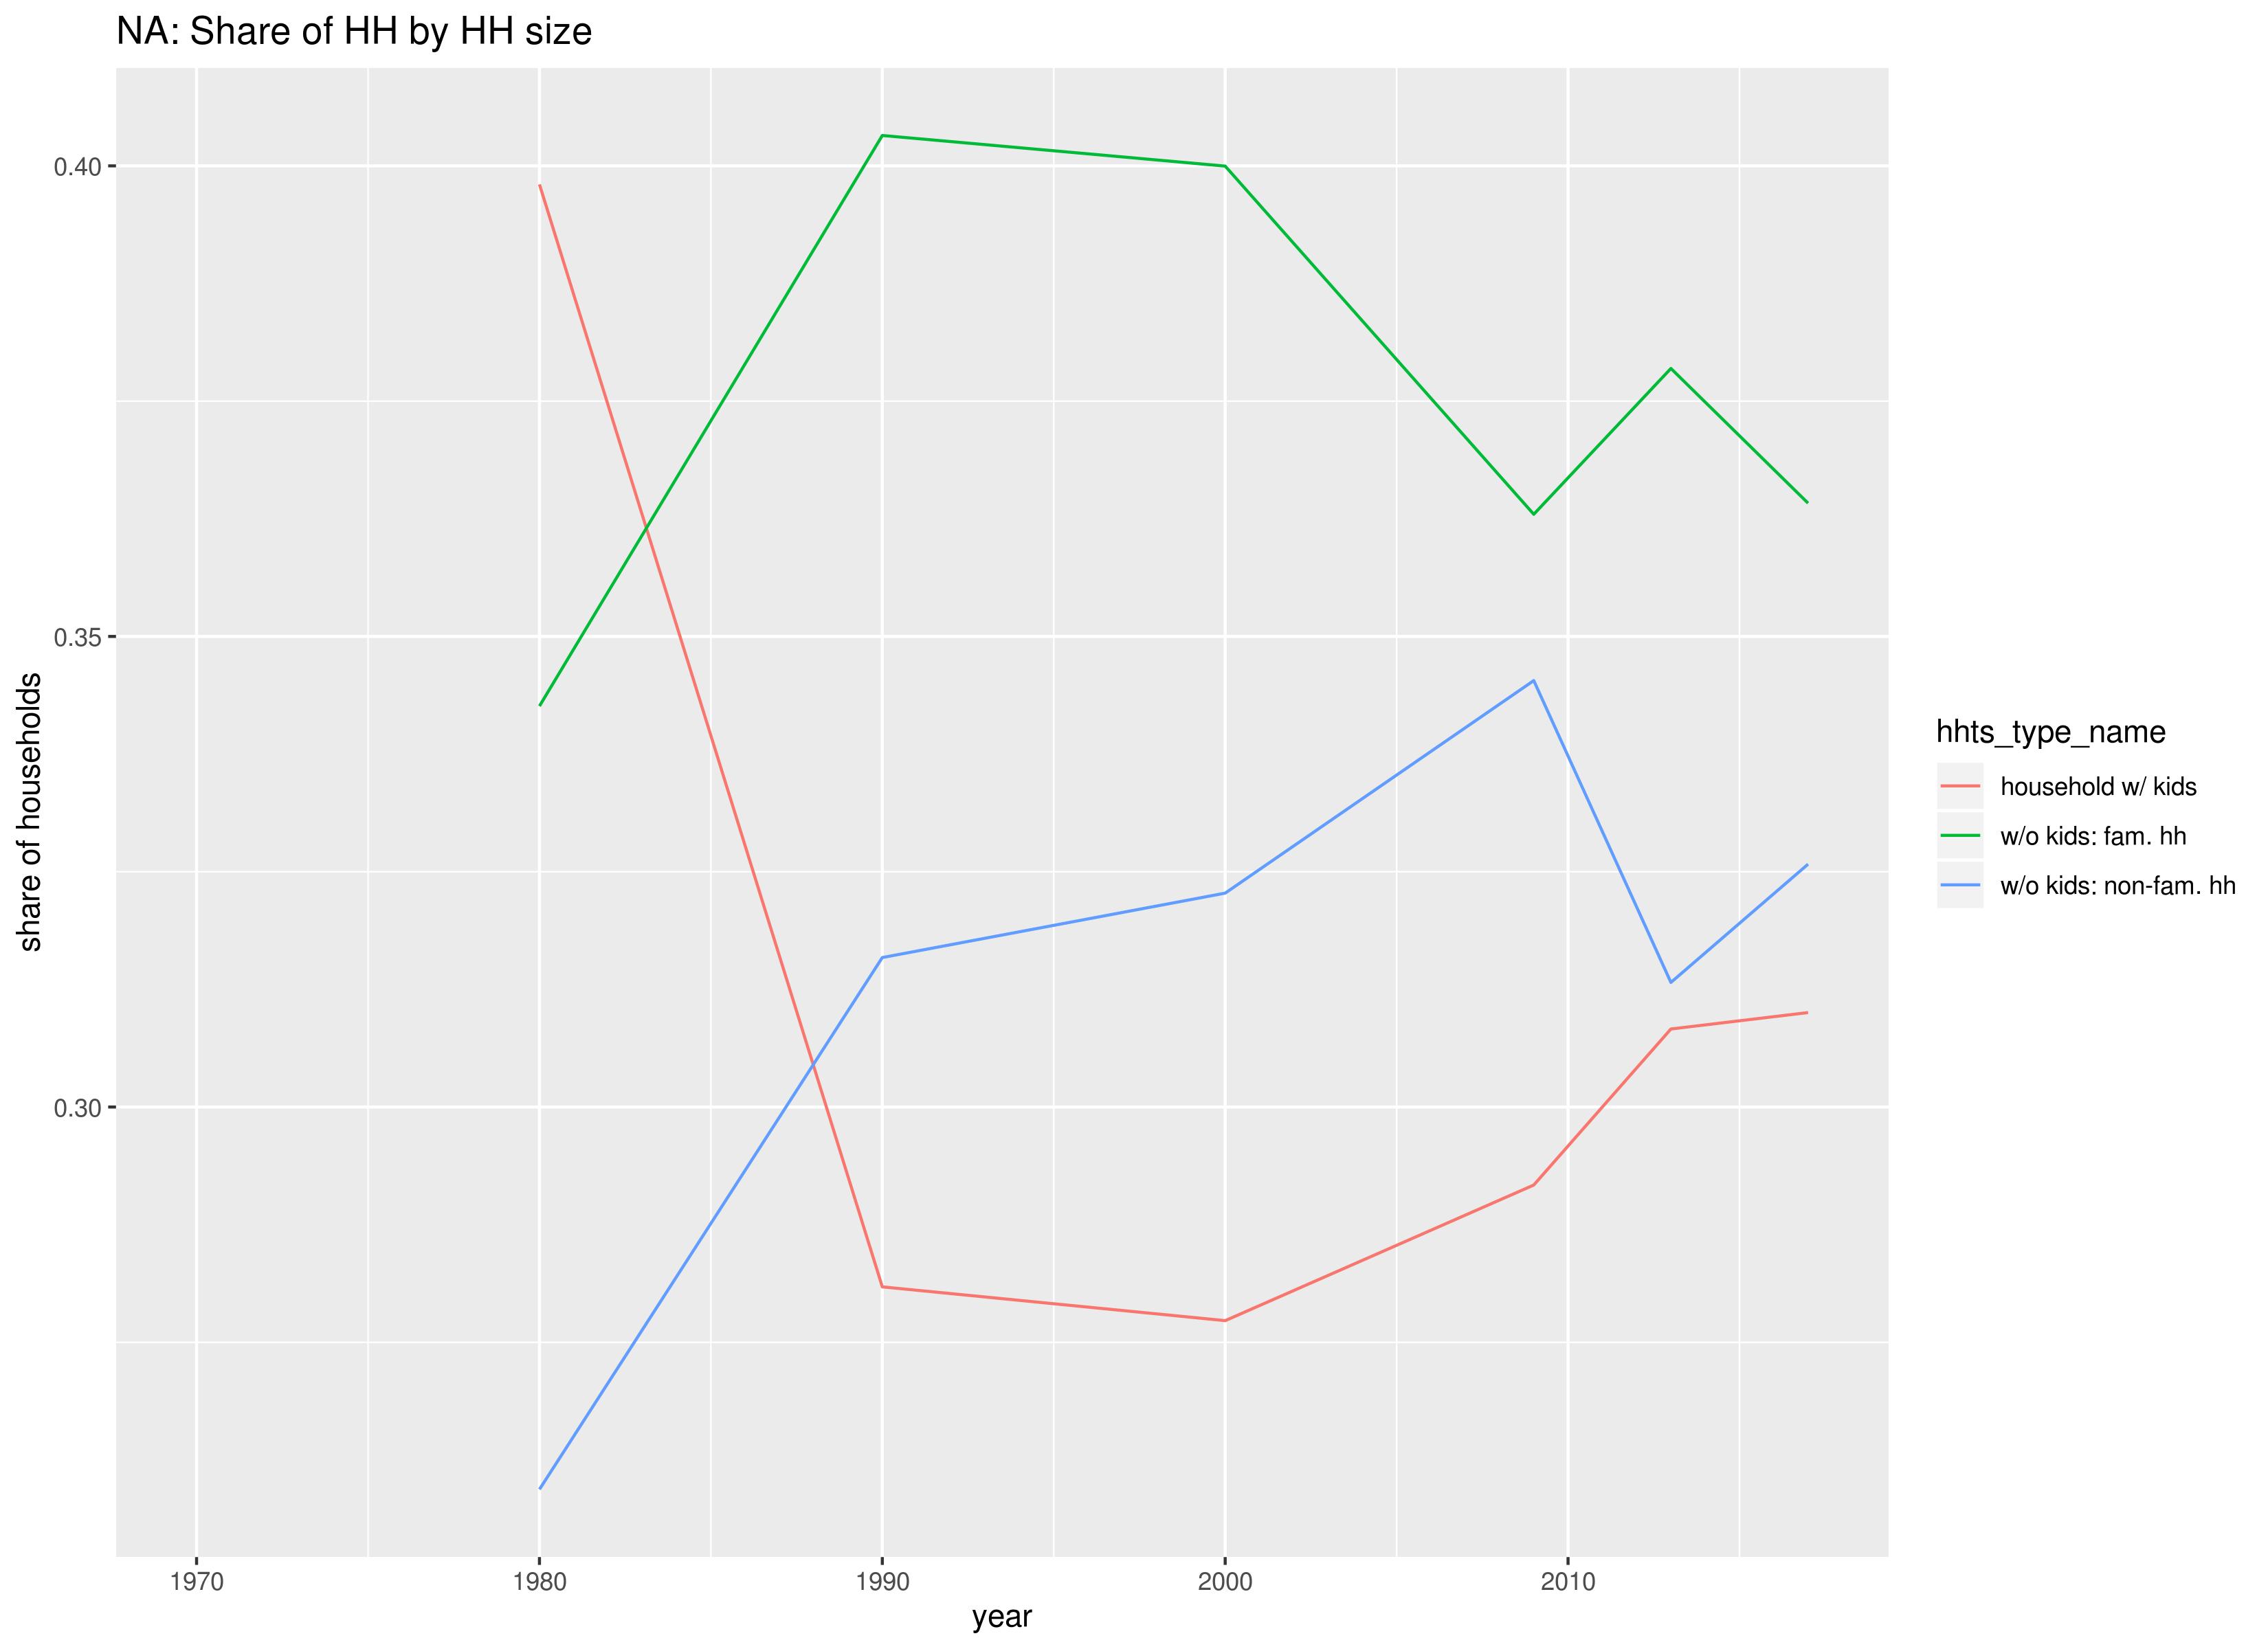 NA: Share of HH by HH size
share of households
0.40
0.35
0.30
1970
1980
1990
2000
2010
year
hhts_type_name
household w/ kids
w/o kids: fam. hh
w/o kids: non-fam. hh